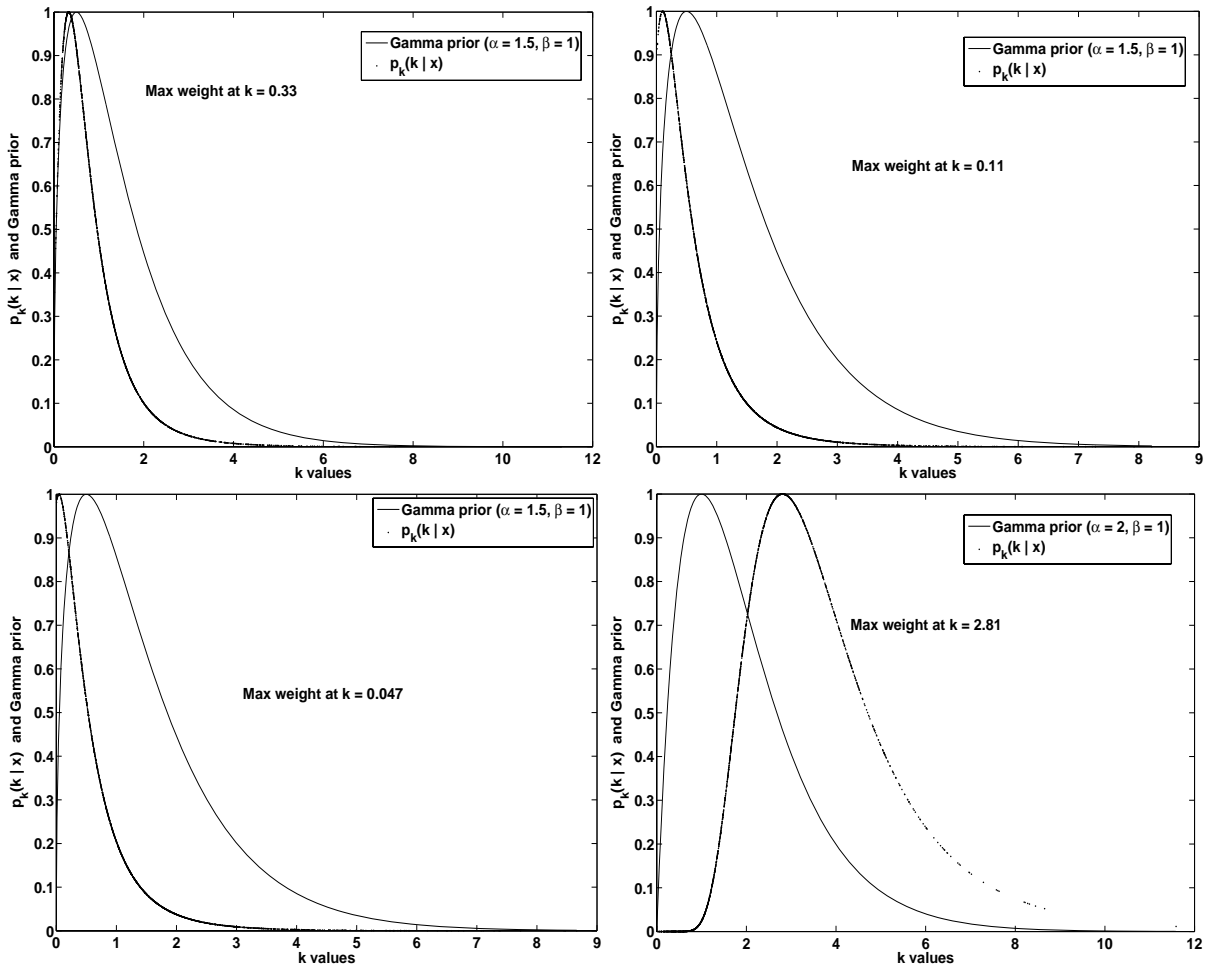 1
0.9
0.8
0.7
0.6
0.5
0.4
0.3
0.2
0.1
0
p_k(k | x) and Gamma prior
Gamma prior (α = 1.5, β = 1)
p_k(k | x)
Max weight at k = 0.33
0 2 4 6 8 10 12
k values
1
0.9
0.8
0.7
0.6
0.5
0.4
0.3
0.2
0.1
0
p_k(k | x) and Gamma prior
Gamma prior (α = 1.5, β = 1)
p_k(k | x)
Max weight at k = 0.11
0 1 2 3 4 5 6 7 8 9
k values
1
0.9
0.8
0.7
0.6
0.5
0.4
0.3
0.2
0.1
0
p_k(k | x) and Gamma prior
Gamma prior (α = 1.5, β = 1)
p_k(k | x)
Max weight at k = 0.047
0 1 2 3 4 5 6 7 8 9
k values
1
0.9
0.8
0.7
0.6
0.5
0.4
0.3
0.2
0.1
0
p_k(k | x) and Gamma prior
Gamma prior (α = 2, β = 1)
p_k(k | x)
Max weight at k = 2.81
0 2 4 6 8 10 12
k values